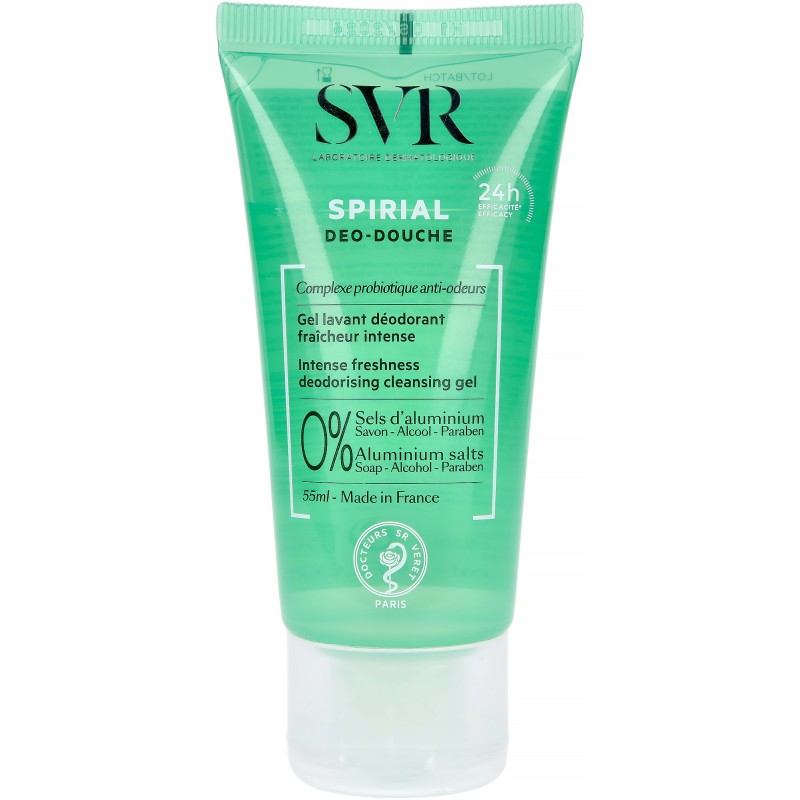 LOT/BATCH
SVR
LABORATOIRE DERMATOLOGIQUE
24h
EFFICACITÉ*
EFFICACY
SPIRIAL
DEO-DOUCHE
Complexe probiotique anti-odeurs
Gel lavant déodorant
fraîcheur intense
Intense freshness
deodorising cleansing gel
0%
Sels d'aluminium
Savon - Alcool - Paraben
Aluminium salts
Soap - Alcohol - Paraben
55ml - Made in France
DOCTEURS SR VERET
PARIS